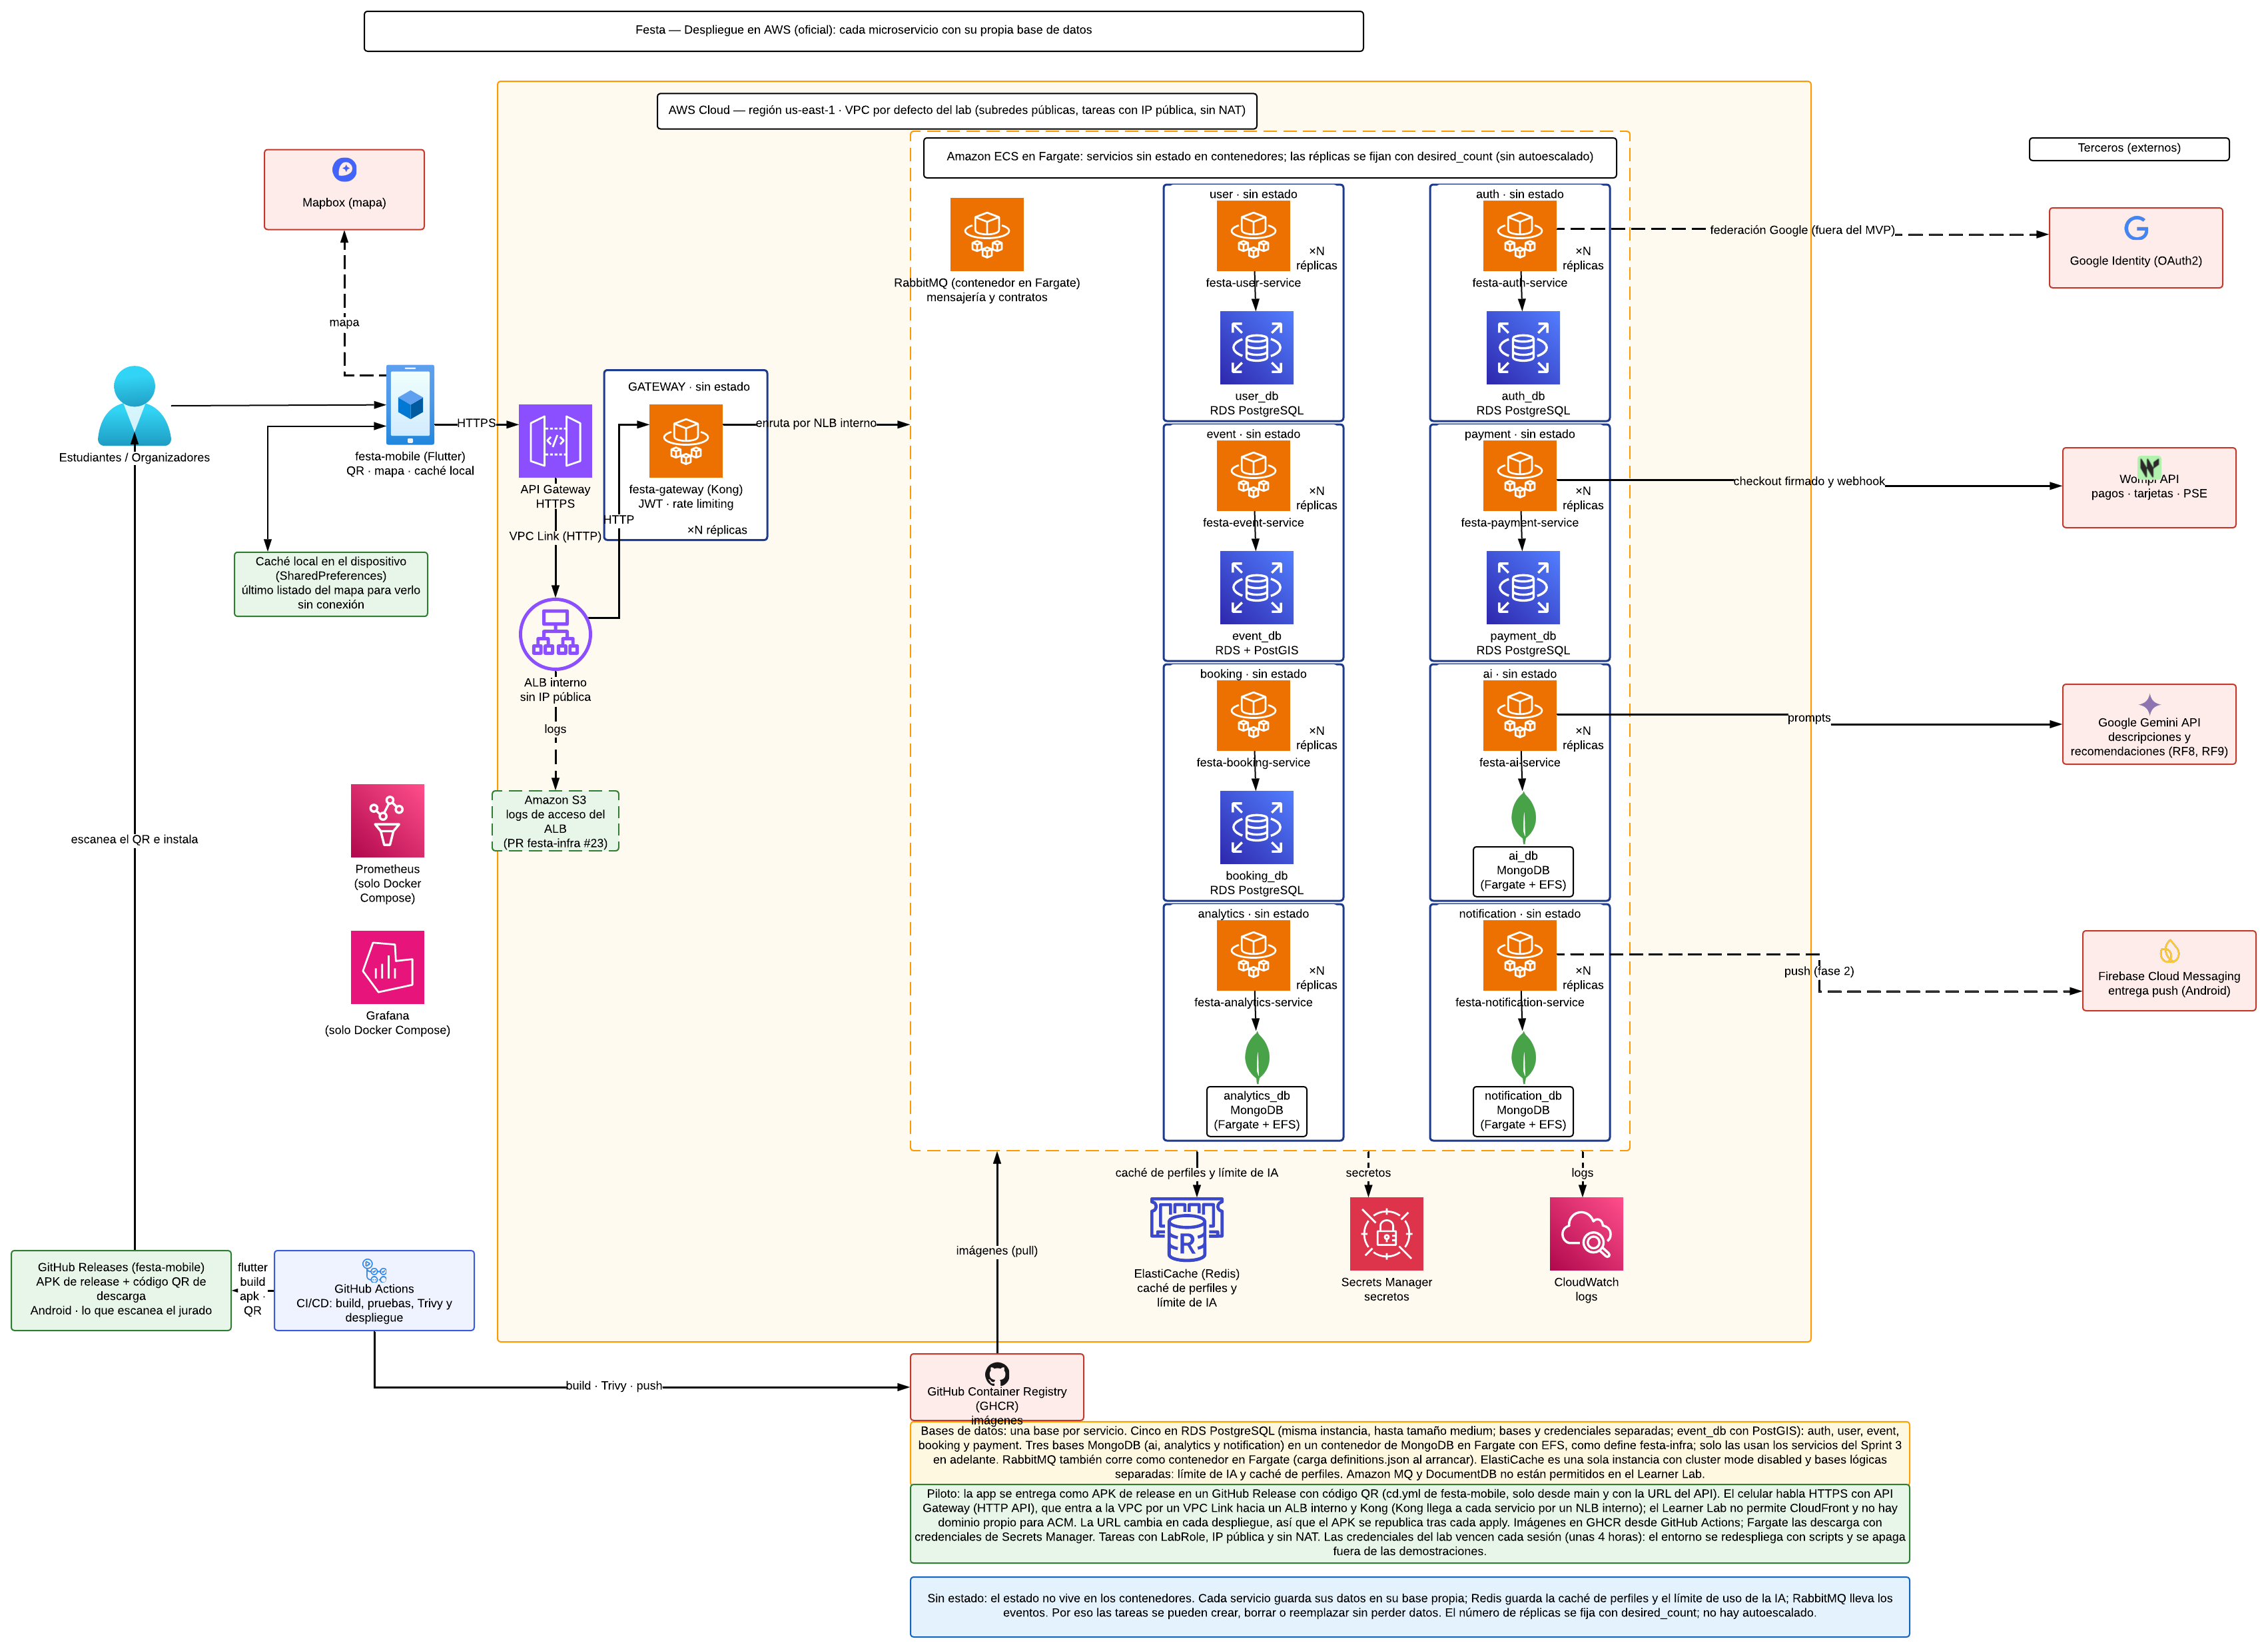 Festa — Despliegue en AWS (oficial): cada microservicio con su propia base de datos
AWS Cloud — región us-east-1 · VPC por defecto del lab (subredes públicas, tareas con IP pública, sin NAT)
Amazon ECS en Fargate: servicios sin estado en contenedores; las réplicas se fijan con desired_count (sin autoescalado)
Terceros (externos)
Mapbox (mapa)
mapa
Estudiantes / Organizadores
festa-mobile (Flutter)
QR · mapa · caché local
HTTPS
Caché local en el dispositivo
(SharedPreferences)
último listado del mapa para verlo
sin conexión
API Gateway
HTTPS
VPC Link (HTTP)
HTTP
GATEWAY · sin estado
festa-gateway (Kong)
JWT · rate limiting
×N réplicas
enruta por NLB interno
ALB interno
sin IP pública
logs
Amazon S3
logs de acceso del
ALB
(PR festa-infra #23)
RabbitMQ (contenedor en Fargate)
mensajería y contratos
user · sin estado
×N
réplicas
festa-user-service
user_db
RDS PostgreSQL
auth · sin estado
×N
réplicas
festa-auth-service
auth_db
RDS PostgreSQL
federación Google (fuera del MVP)
Google Identity (OAuth2)
event · sin estado
×N
réplicas
festa-event-service
event_db
RDS + PostGIS
payment · sin estado
×N
réplicas
festa-payment-service
payment_db
RDS PostgreSQL
checkout firmado y webhook
Wompi API
pagos · tarjetas · PSE
booking · sin estado
×N
réplicas
festa-booking-service
booking_db
RDS PostgreSQL
ai · sin estado
×N
réplicas
festa-ai-service
ai_db
MongoDB
(Fargate + EFS)
prompts
Google Gemini API
descripciones y
recomendaciones (RF8, RF9)
analytics · sin estado
×N
réplicas
festa-analytics-service
analytics_db
MongoDB
(Fargate + EFS)
notification · sin estado
×N
réplicas
festa-notification-service
notification_db
MongoDB
(Fargate + EFS)
push (fase 2)
Firebase Cloud Messaging
entrega push (Android)
escanea el QR e instala
Prometheus
(solo Docker
Compose)
Grafana
(solo Docker Compose)
caché de perfiles y límite de IA
secretos
logs
imágenes (pull)
ElastiCache (Redis)
caché de perfiles y
límite de IA
Secrets Manager
secretos
CloudWatch
logs
GitHub Releases (festa-mobile)
APK de release + código QR de
descarga
Android · lo que escanea el jurado
flutter
build
apk ·
QR
GitHub Actions
CI/CD: build, pruebas, Trivy y
despliegue
build · Trivy · push
GitHub Container Registry
(GHCR)
imágenes
Bases de datos: una base por servicio. Cinco en RDS PostgreSQL (misma instancia, hasta tamaño medium; bases y credenciales separadas; event_db con PostGIS): auth, user, event,
booking y payment. Tres bases MongoDB (ai, analytics y notification) en un contenedor de MongoDB en Fargate con EFS, como define festa-infra; solo las usan los servicios del Sprint 3
en adelante. RabbitMQ también corre como contenedor en Fargate (carga definitions.json al arrancar). ElastiCache es una sola instancia con cluster mode disabled y bases lógicas
separadas: límite de IA y caché de perfiles. Amazon MQ y DocumentDB no están permitidos en el Learner Lab.
Piloto: la app se entrega como APK de release en un GitHub Release con código QR (cd.yml de festa-mobile, solo desde main y con la URL del API). El celular habla HTTPS con API
Gateway (HTTP API), que entra a la VPC por un VPC Link hacia un ALB interno y Kong (Kong llega a cada servicio por un NLB interno); el Learner Lab no permite CloudFront y no hay
dominio propio para ACM. La URL cambia en cada despliegue, así que el APK se republica tras cada apply. Imágenes en GHCR desde GitHub Actions; Fargate las descarga con
credenciales de Secrets Manager. Tareas con LabRole, IP pública y sin NAT. Las credenciales del lab vencen cada sesión (unas 4 horas): el entorno se redespliega con scripts y se apaga
fuera de las demostraciones.
Sin estado: el estado no vive en los contenedores. Cada servicio guarda sus datos en su base propia; Redis guarda la caché de perfiles y el límite de uso de la IA; RabbitMQ lleva los
eventos. Por eso las tareas se pueden crear, borrar o reemplazar sin perder datos. El número de réplicas se fija con desired_count; no hay autoescalado.